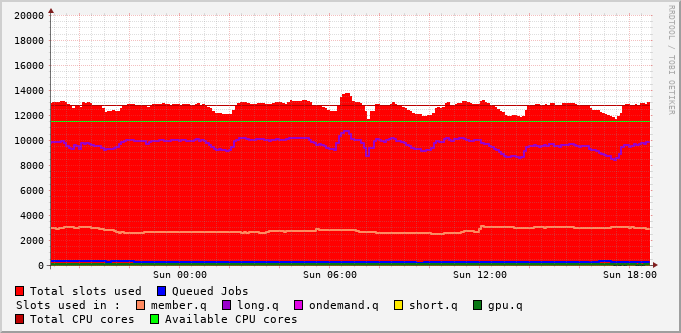 RRDTOOL / TOBI OETIKER
20000
18000
16000
14000
12000
10000
8000
6000
4000
2000
0
Sun 00:00 Sun 06:00 Sun 12:00 Sun 18:00
Total slots used Queued Jobs
Slots used in : member.q long.q ondemand.q short.q gpu.q
Total CPU cores Available CPU cores